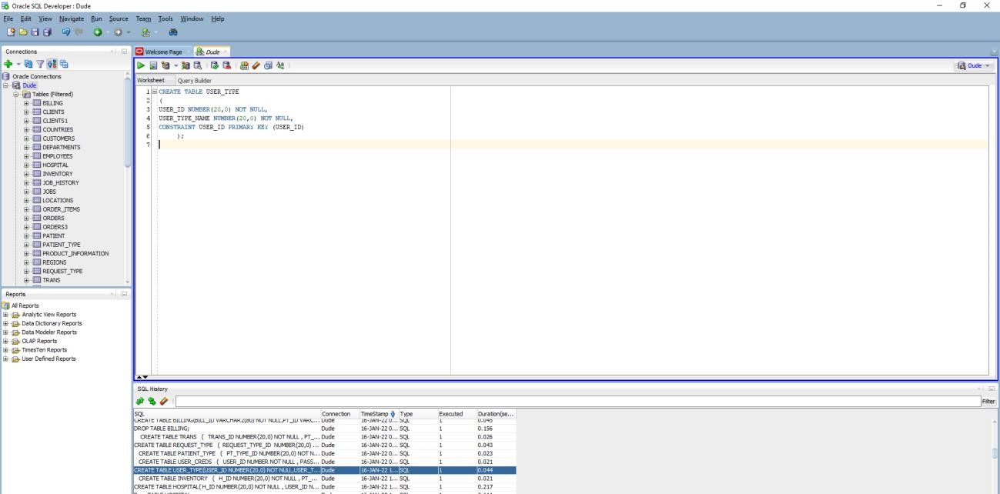 Oracle SQL Developer : Dude
File Edit View Navigate Run Source Team Tools Window Help
Connections
Welcome Page
Dude
Dude
Oracle Connections
Dude
Tables (Filtered)
BILLING
CLIENTS
CLIENTS1
COUNTRIES
CUSTOMERS
DEPARTMENTS
EMPLOYEES
HOSPITAL
INVENTORY
JOB_HISTORY
JOBS
LOCATIONS
ORDER_ITEMS
ORDERS
ORDERS3
PATIENT
PATIENT_TYPE
PRODUCT_INFORMATION
REGIONS
REQUEST_TYPE
TRANS
Reports
All Reports
Analytic View Reports
Data Dictionary Reports
Data Modeler Reports
OLAP Reports
TimesTen Reports
User Defined Reports
Worksheet Query Builder
1 CREATE TABLE USER_TYPE
2 (
3 USER_ID NUMBER(20,0) NOT NULL,
4 USER_TYPE_NAME NUMBER(20,0) NOT NULL,
5 CONSTRAINT USER_ID PRIMARY KEY (USER_ID)
6 );
7
SQL History
Filter
SQL Connection TimeStamp Type Executed Duration(se...
CREATE TABLE BILLING(BILL_ID VARCHAR2(80) NOT NULL,PT_ID VARC... Dude 16-JAN-22 0... SQL 1 0.045
DROP TABLE BILLING; Dude 16-JAN-22 0... SQL 1 0.156
CREATE TABLE TRANS ( TRANS_ID NUMBER(20,0) NOT NULL , PT_... Dude 16-JAN-22 0... SQL 1 0.026
CREATE TABLE REQUEST_TYPE ( REQUEST_TYPE_ID NUMBER(20,0) ... Dude 16-JAN-22 0... SQL 1 0.043
CREATE TABLE PATIENT_TYPE ( PT_TYPE_ID NUMBER(20,0) NOT N... Dude 16-JAN-22 0... SQL 1 0.023
CREATE TABLE USER_CREDS ( USER_ID NUMBER NOT NULL , PASS... Dude 16-JAN-22 0... SQL 1 0.021
CREATE TABLE USER_TYPE(USER_ID NUMBER(20,0) NOT NULL,USER_T... Dude 16-JAN-22 1... SQL 1 0.044
CREATE TABLE INVENTORY ( H_ID NUMBER(20,0) NOT NULL , PT_... Dude 16-JAN-22 1... SQL 1 0.021
CREATE TABLE HOSPITAL( H_ID NUMBER(20,0) NOT NULL , USER_ID N... Dude 16-JAN-22 1... SQL 1 0.217